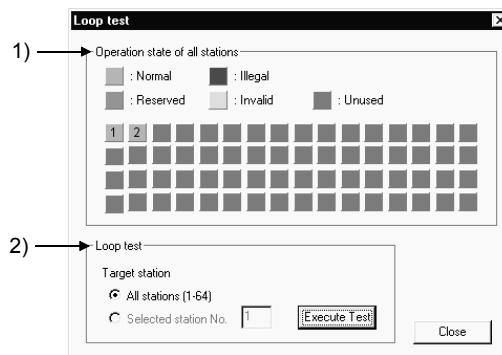 Loop test
1)
Operation state of all stations
: Normal : Illegal
: Reserved : Invalid : Unused
1 2
2)
Loop test
Target station
All stations (1-64)
Selected station No. 1 Execute Test
Close